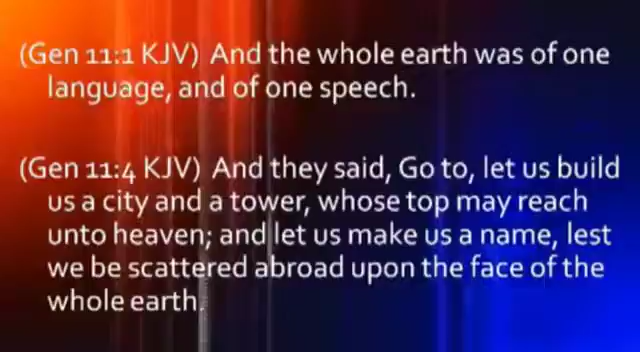 (Gen 11:1 KJV) And the whole earth was of one
language, and of one speech.
(Gen 11:4 KJV) And they said, Go to, let us build
us a city and a tower, whose top may reach
unto heaven; and let us make us a name, lest
we be scattered abroad upon the face of the
whole earth.